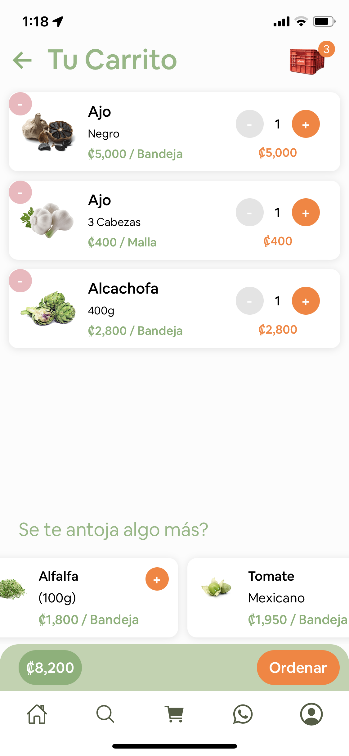 1:18
Tu Carrito
3
-
Ajo
Negro
₡5,000 / Bandeja
1
+
₡5,000
-
Ajo
3 Cabezas
₡400 / Malla
1
+
₡400
-
Alcachofa
400g
₡2,800 / Bandeja
1
+
₡2,800
Se te antoja algo más?
Alfalfa
(100g)
₡1,800 / Bandeja
+
Tomate
Mexicano
₡1,950 / Bandeja
₡8,200
Ordenar